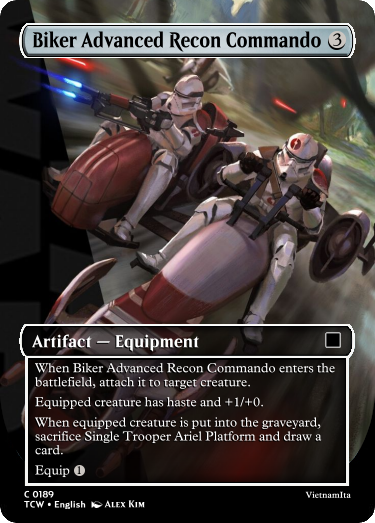 Biker Advanced Recon Commando 3
Artifact — Equipment
When Biker Advanced Recon Commando enters the
battlefield, attach it to target creature.
Equipped creature has haste and +1/+0.
When equipped creature is put into the graveyard,
sacrifice Single Trooper Ariel Platform and draw a
card.
Equip 1
C 0189
TCW • English Alex Kim
VietnamIta